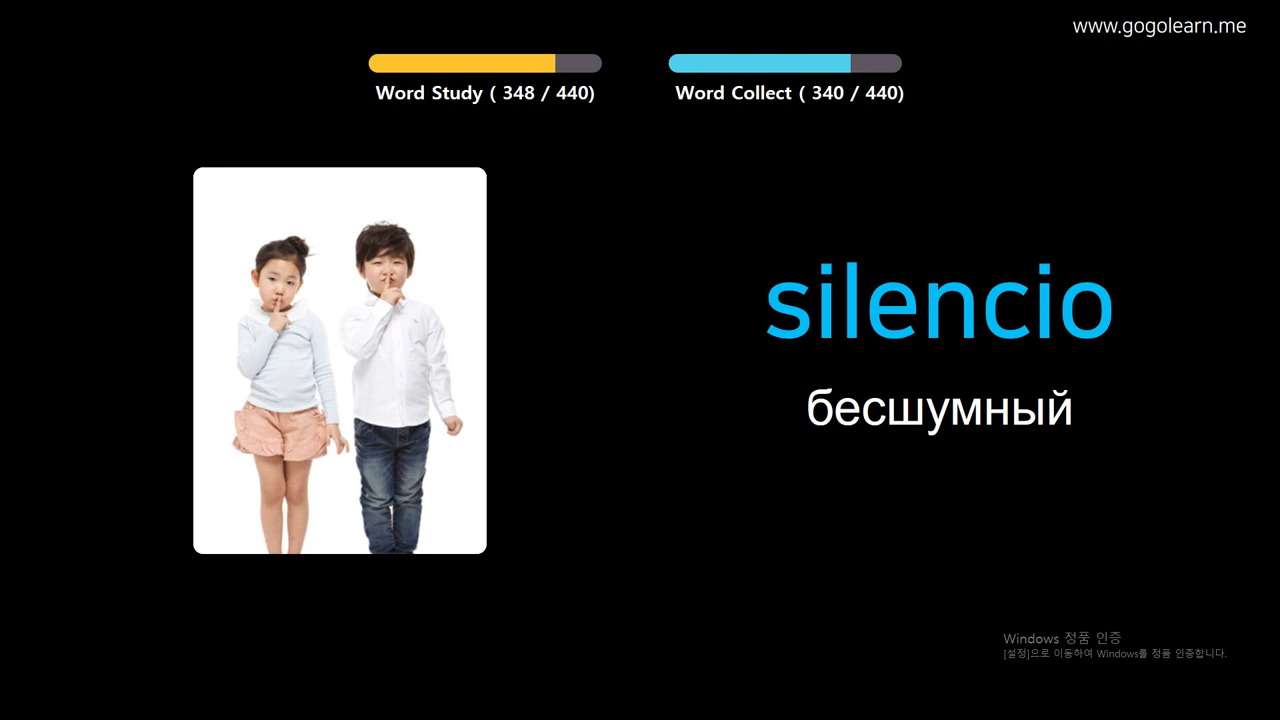 www.gogolearn.me
Word Study ( 348 / 440)
Word Collect ( 340 / 440)
silencio
бесшумный
Windows 정품 인증
[설정]으로 이동하여 Windows를 정품 인증합니다.